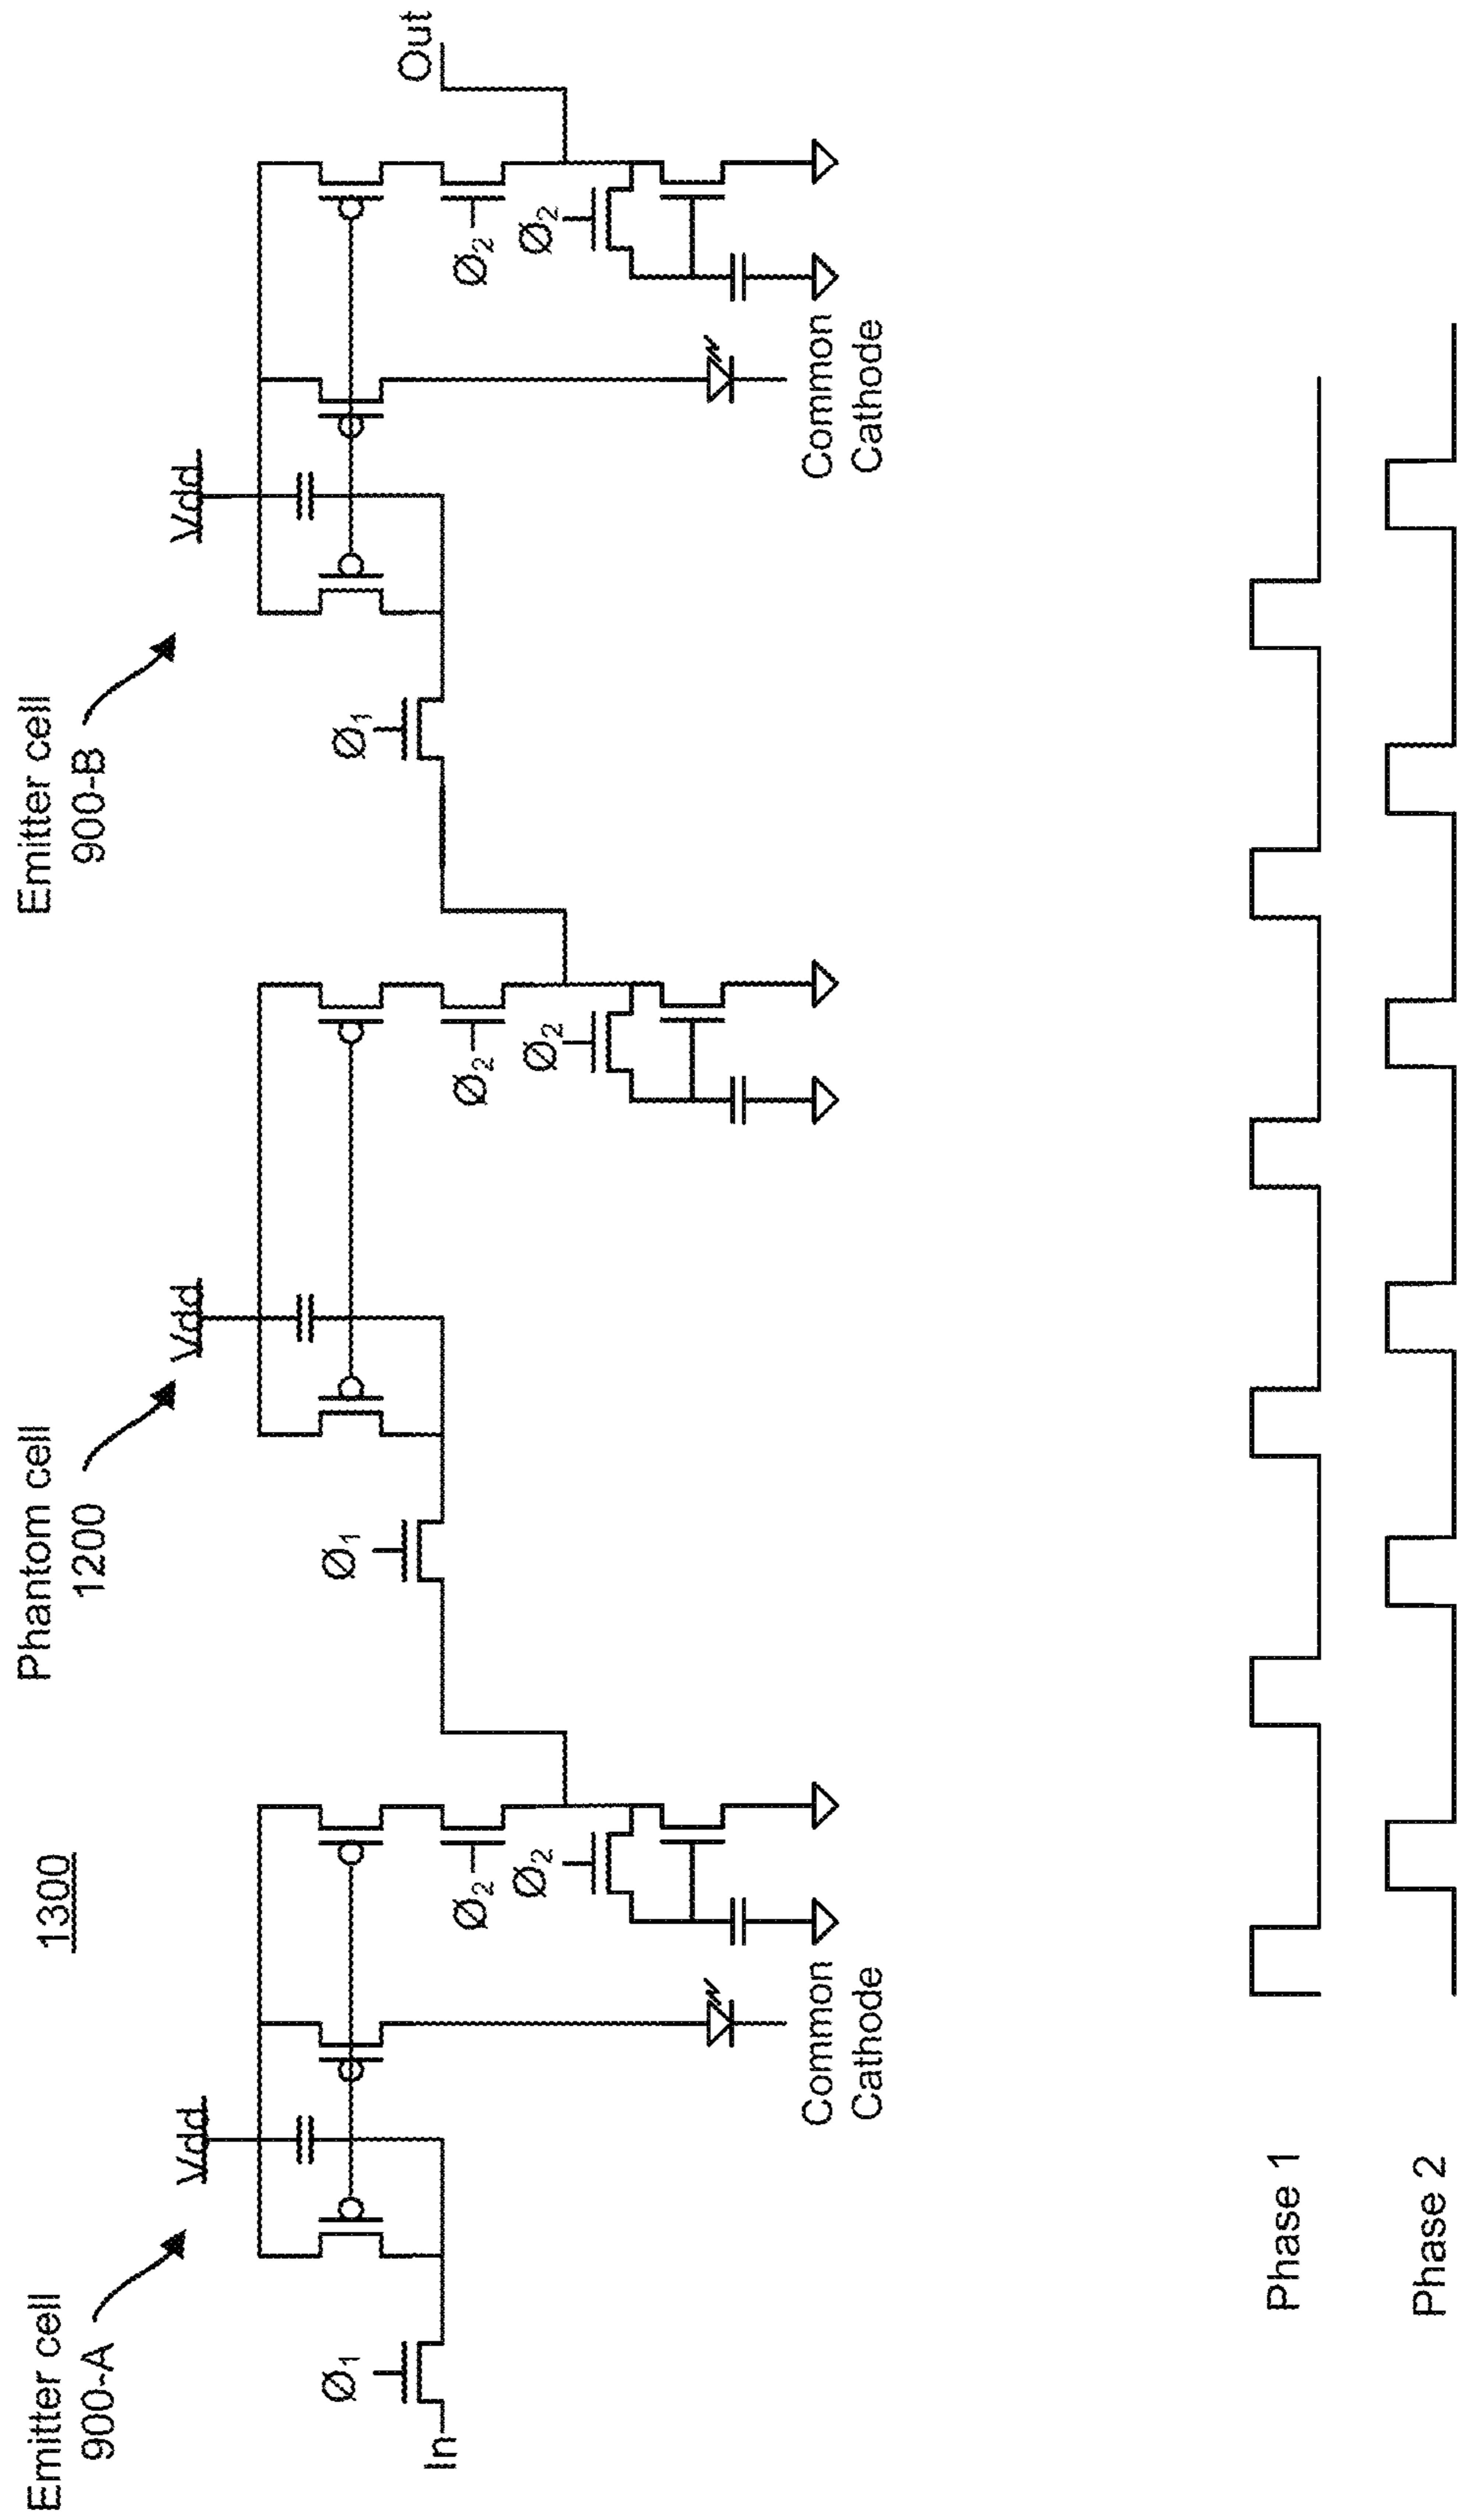 1300
Emitter cell
900-A
Phantom cell
1200
Emitter cell
900-B
Vdd
Vdd
Vdd
In
Ø1
Ø1
Ø1
Ø2
Ø2
Ø2
Ø2
Ø2
Ø2
Out
Common
Cathode
Common
Cathode
Phase 1
Phase 2